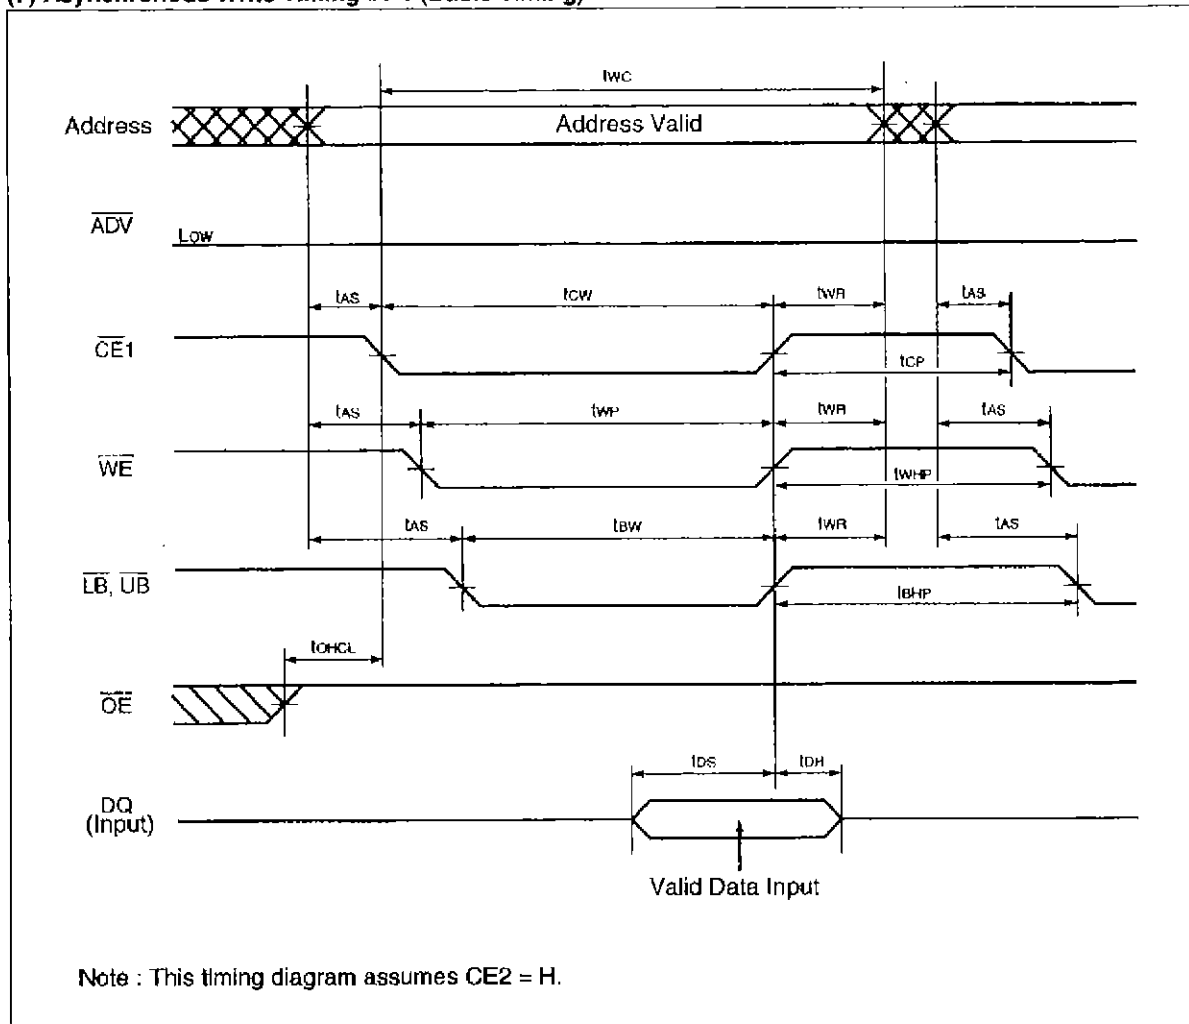 tWC
Address
Address Valid
ADV
Low
tAS tCW tWR tAS
CE1
tCP
tAS tWP tWR tAS
WE
tWHP
tAS tBW tWR tAS
LB, UB
tBHP
tOHCL
OE
tDS tDH
DQ
(Input)
Valid Data Input
Note : This timing diagram assumes CE2 = H.